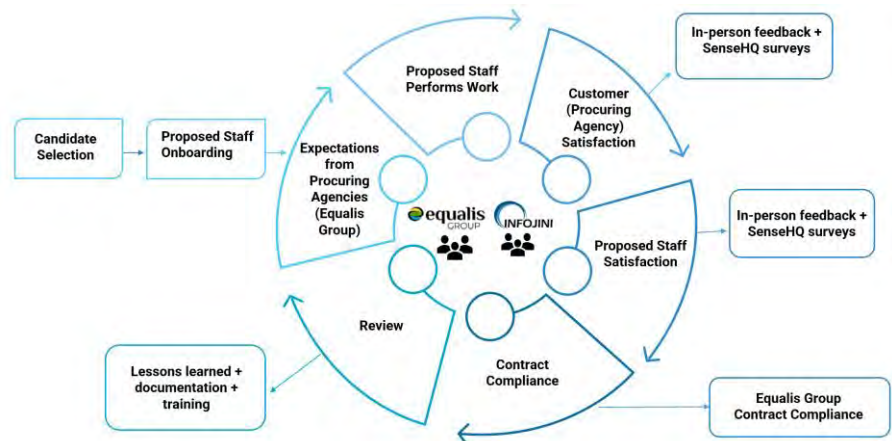 Candidate
Selection
Proposed Staff
Onboarding
Expectations
from
Procuring
Agencies
(Equalis
Group)
Proposed Staff
Performs Work
Customer
(Procuring
Agency)
Satisfaction
In-person feedback +
SenseHQ surveys
equalis
GROUP
INFOJINI
Proposed Staff
Satisfaction
In-person feedback +
SenseHQ surveys
Contract
Compliance
Equalis Group
Contract Compliance
Review
Lessons learned +
documentation +
training